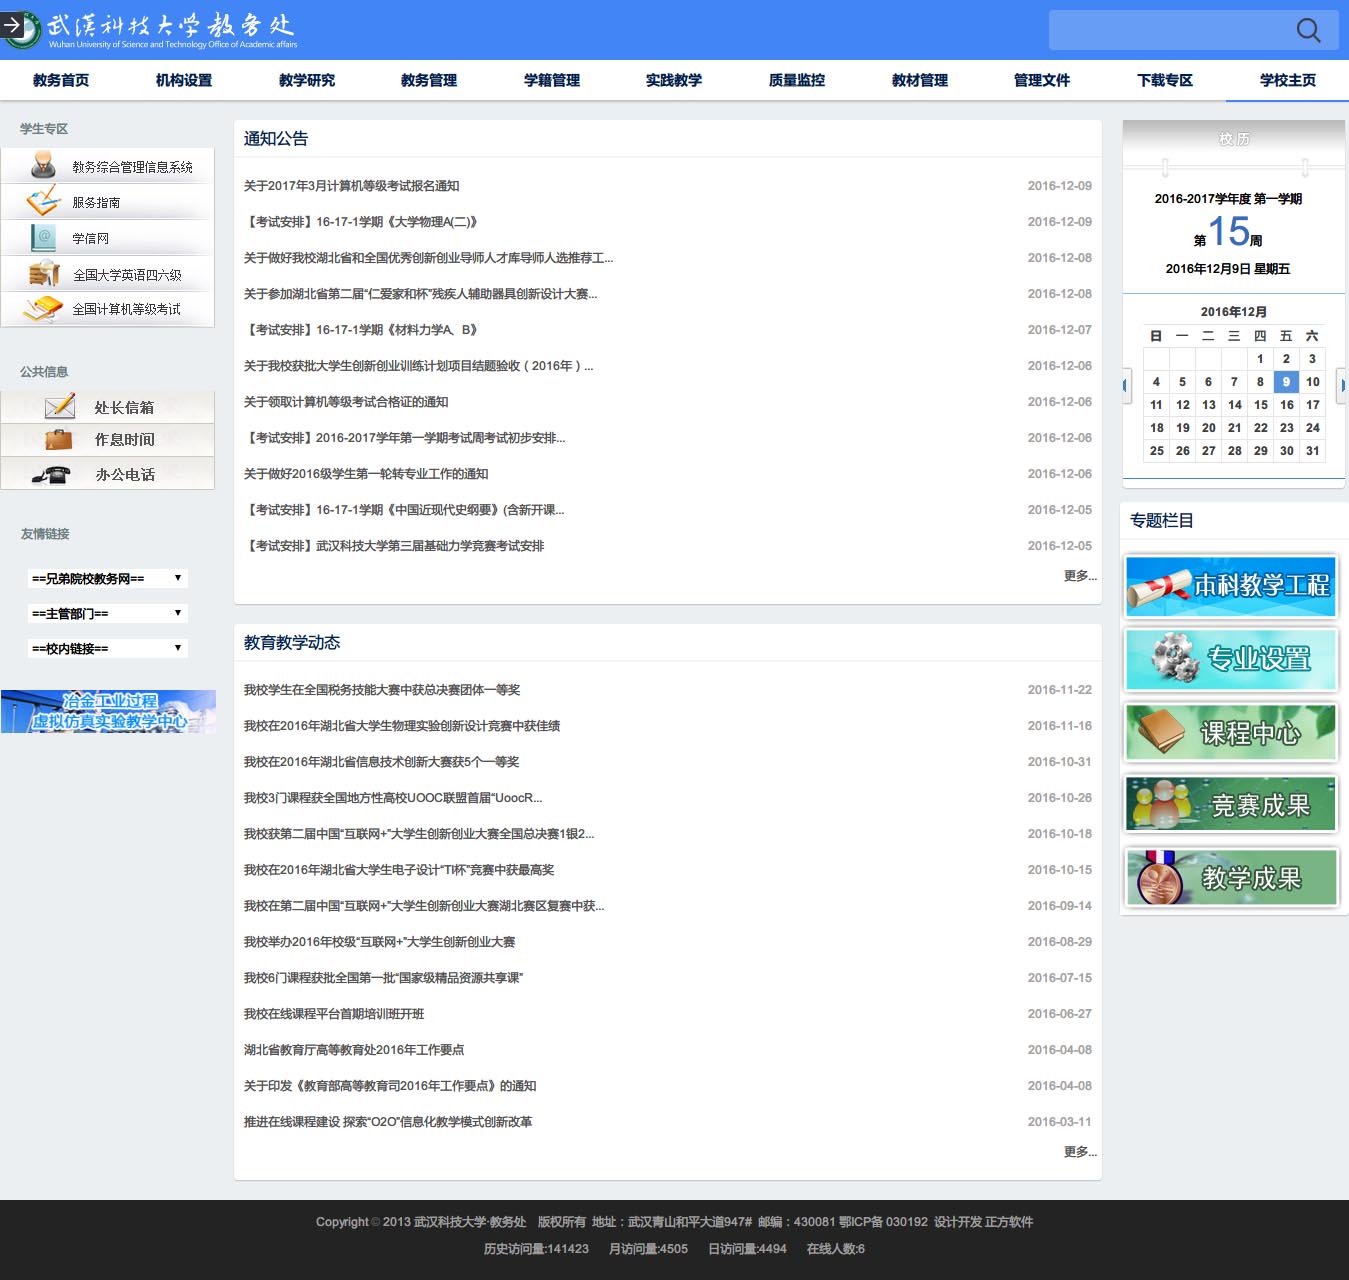 武汉科技大学教务处
Wuhan University of Science and Technology Office of Academic affairs
教务首页 机构设置 教学研究 教务管理 学籍管理 实践教学 质量监控 教材管理 管理文件 下载专区 学校主页
学生专区
教务综合管理信息系统
服务指南
学信网
全国大学英语四六级
全国计算机等级考试
公共信息
处长信箱
作息时间
办公电话
友情链接
==兄弟院校教务网==
==主管部门==
==校内链接==
冶金工业过程
虚拟仿真实验教学中心
通知公告
关于2017年3月计算机等级考试报名通知 2016-12-09
【考试安排】16-17-1学期《大学物理A(二)》 2016-12-09
关于做好我校湖北省和全国优秀创新创业导师人才库导师人选推荐工... 2016-12-08
关于参加湖北省第二届“仁爱家和杯”残疾人辅助器具创新设计大赛... 2016-12-08
【考试安排】16-17-1学期《材料力学A、B》 2016-12-07
关于我校获批大学生创新创业训练计划项目结题验收（2016年）... 2016-12-06
关于领取计算机等级考试合格证的通知 2016-12-06
【考试安排】2016-2017学年第一学期考试周考试初步安排... 2016-12-06
关于做好2016级学生第一轮转专业工作的通知 2016-12-06
【考试安排】16-17-1学期《中国近现代史纲要》(含新开课... 2016-12-05
【考试安排】武汉科技大学第三届基础力学竞赛考试安排 2016-12-05
更多...
教育教学动态
我校学生在全国税务技能大赛中获总决赛团体一等奖 2016-11-22
我校在2016年湖北省大学生物理实验创新设计竞赛中获佳绩 2016-11-16
我校在2016年湖北省信息技术创新大赛获5个一等奖 2016-10-31
我校3门课程获全国地方性高校UOOC联盟首届“UoocR... 2016-10-26
我校获第二届中国“互联网+”大学生创新创业大赛全国总决赛1银2... 2016-10-18
我校在2016年湖北省大学生电子设计“TI杯”竞赛中获最高奖 2016-10-15
我校在第二届中国“互联网+”大学生创新创业大赛湖北赛区复赛中获... 2016-09-14
我校举办2016年校级“互联网+”大学生创新创业大赛 2016-08-29
我校6门课程获批全国第一批“国家级精品资源共享课” 2016-07-15
我校在线课程平台首期培训班开班 2016-06-27
湖北省教育厅高等教育处2016年工作要点 2016-04-08
关于印发《教育部高等教育司2016年工作要点》的通知 2016-04-08
推进在线课程建设 探索“O2O”信息化教学模式创新改革 2016-03-11
更多...
校历
2016-2017学年度 第一学期
第15周
2016年12月9日 星期五
2016年12月
日 一 二 三 四 五 六
1 2 3
4 5 6 7 8 9 10
11 12 13 14 15 16 17
18 19 20 21 22 23 24
25 26 27 28 29 30 31
专题栏目
本科教学工程
专业设置
课程中心
竞赛成果
教学成果
Copyright © 2013 武汉科技大学·教务处 版权所有 地址：武汉青山和平大道947# 邮编：430081 鄂ICP备 030192 设计开发 正方软件
历史访问量:141423 月访问量:4505 日访问量:4494 在线人数:6